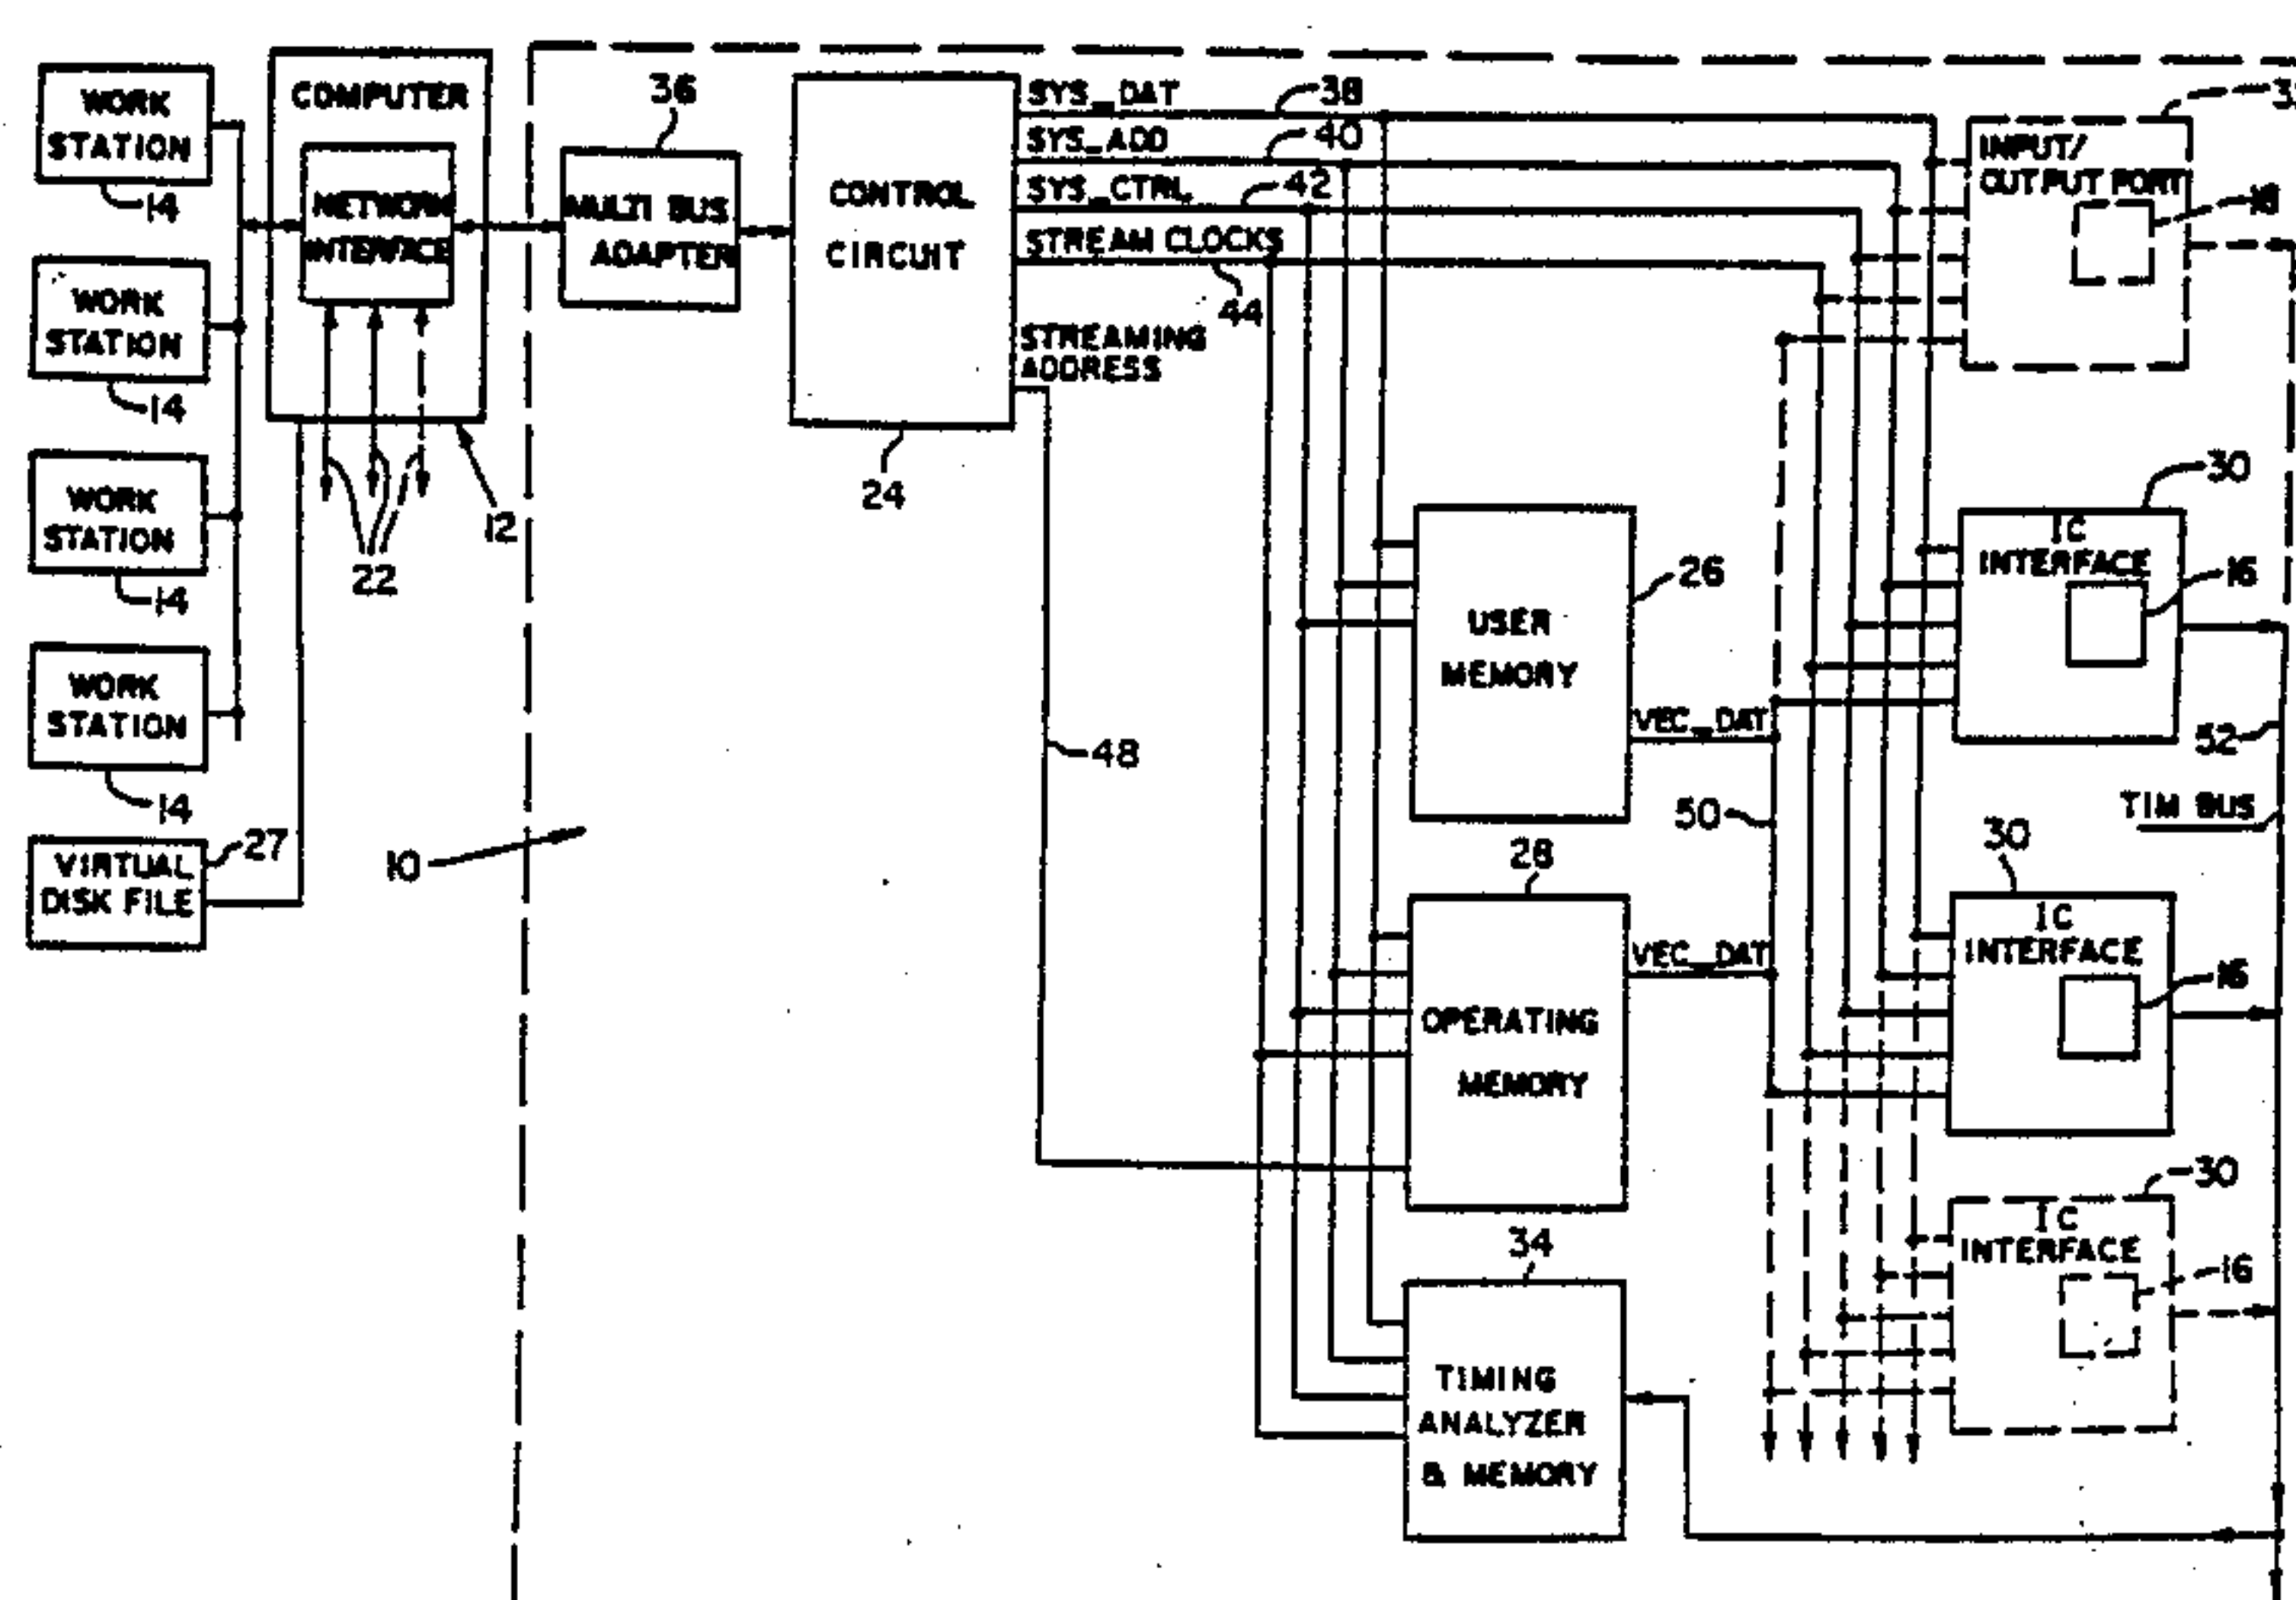 WORK
STATION
14
WORK
STATION
14
WORK
STATION
14
WORK
STATION
14
VIRTUAL
DISK FILE
27
COMPUTER
NETWORK
INTERFACE
22
12
10
36
MULTI BUS
ADAPTER
CONTROL
CIRCUIT
24
SYS_DAT
38
SYS_ADD
40
SYS_CTRL
42
STREAM CLOCKS
44
STREAMING
ADDRESS
48
USER
MEMORY
26
VEC_DAT
50
28
OPERATING
MEMORY
VEC_DAT
34
TIMING
ANALYZER
& MEMORY
INPUT/
OUTPUT PORT
30
IC
INTERFACE
16
52
TIM BUS
30
IC
INTERFACE
16
30
IC
INTERFACE
16